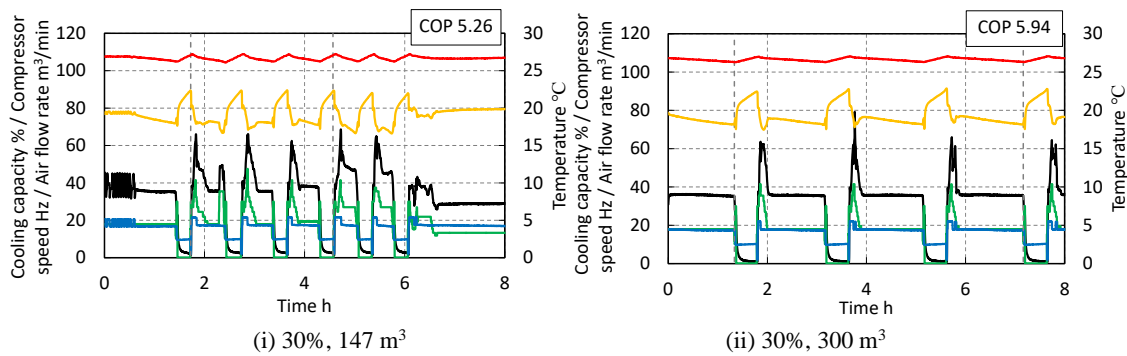 COP 5.26
Cooling capacity % / Compressor
speed Hz / Air flow rate m³/min
120
100
80
60
40
20
0
30
25
20
15
10
5
0
Temperature °C
0 2 4 6 8
Time h
(i) 30%, 147 m³
COP 5.94
Cooling capacity % / Compressor
speed Hz / Air flow rate m³/min
120
100
80
60
40
20
0
30
25
20
15
10
5
0
Temperature °C
0 2 4 6 8
Time h
(ii) 30%, 300 m³